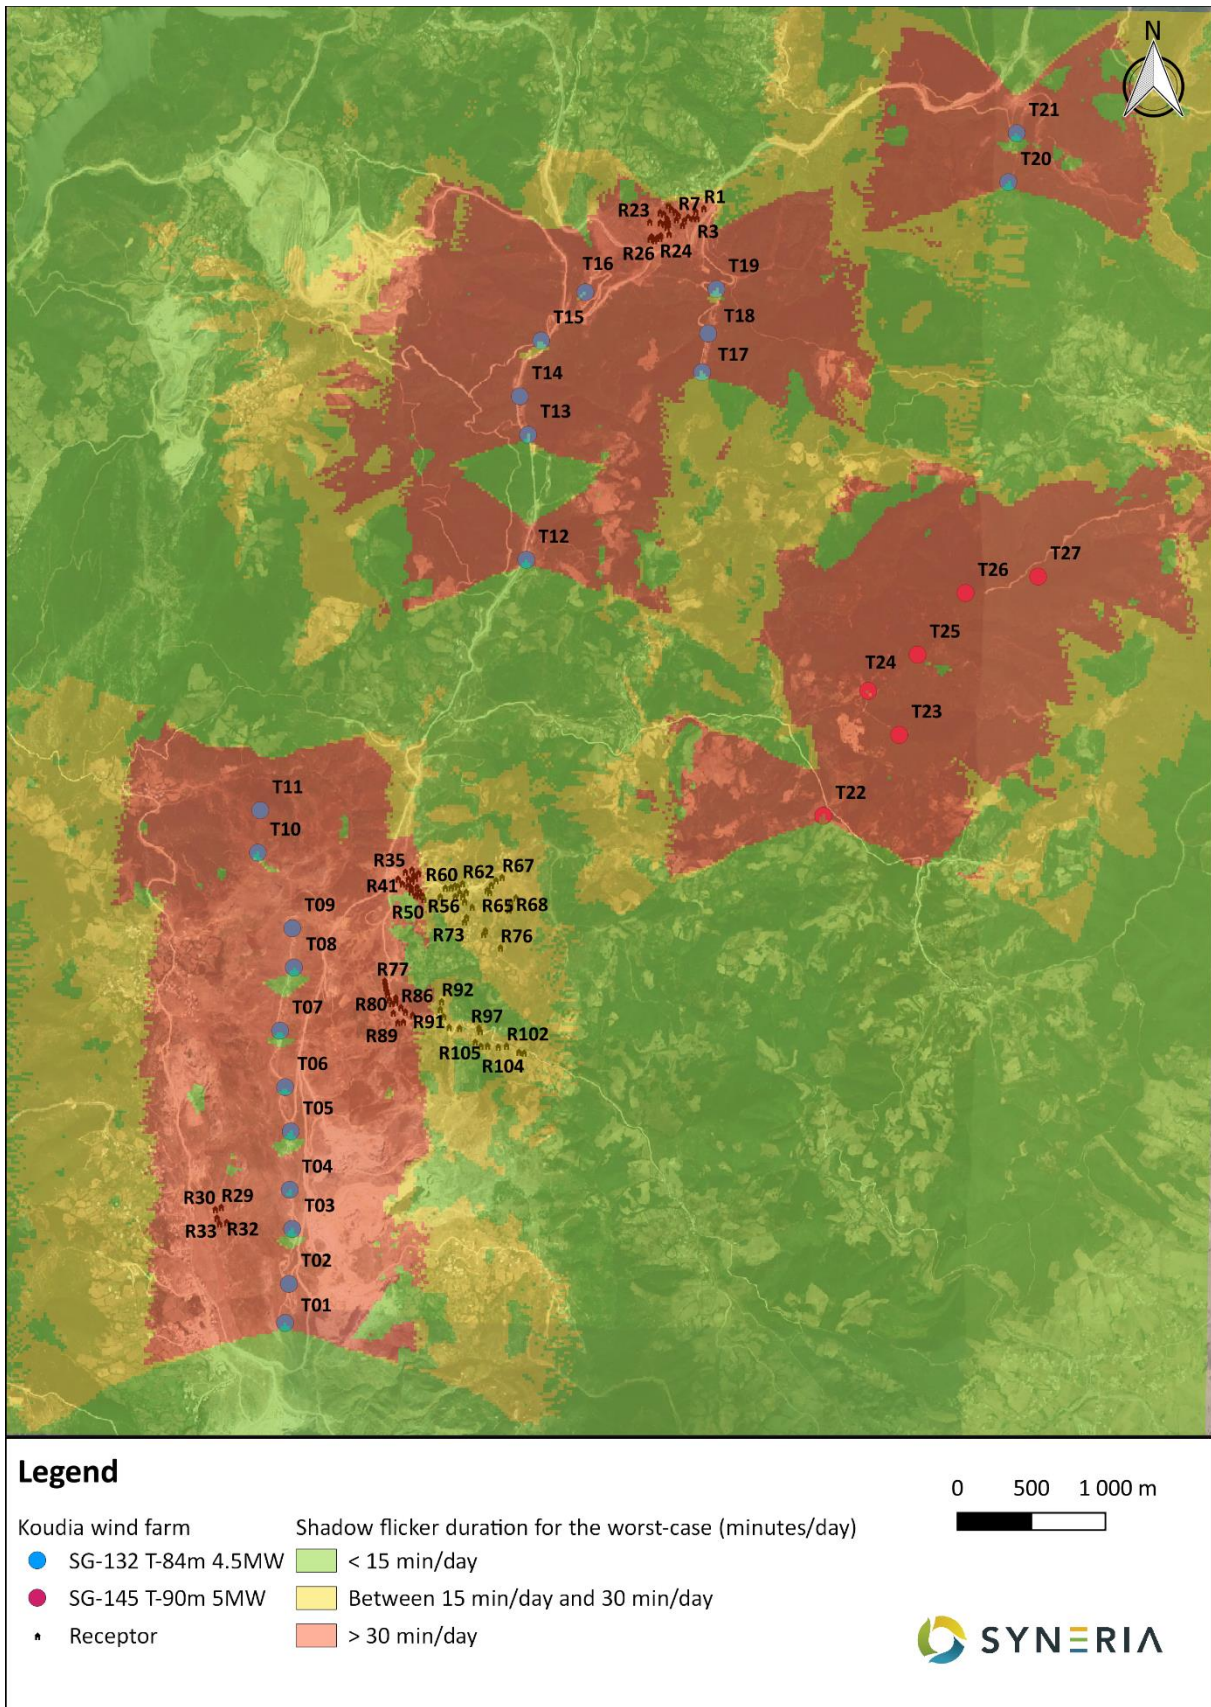 N
T21
T20
R7 R1
R23
R3
R26 R24
T16 T19
T15 T18
T17
T14
T13
T12
T27
T26
T25
T24
T23
T22
T11
T10
R35 R60 R62 R67
R41
R50 R56 R65 R68
T09
R73 R76
T08
R77
R80 R86 R92
T07
R89 R91 R97 R102
R105 R104
T06
T05
T04
R30 R29
T03
R33 R32
T02
T01
Legend
0 500 1 000 m
Koudia wind farm
SG-132 T-84m 4.5MW
SG-145 T-90m 5MW
Receptor
Shadow flicker duration for the worst-case (minutes/day)
< 15 min/day
Between 15 min/day and 30 min/day
> 30 min/day
SYNERIA